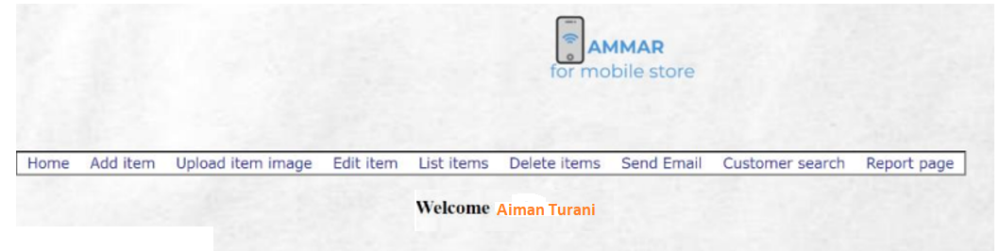 AMMAR
for mobile store
Home Add item Upload item image Edit item List items Delete items Send Email Customer search Report page
Welcome Aiman Turani